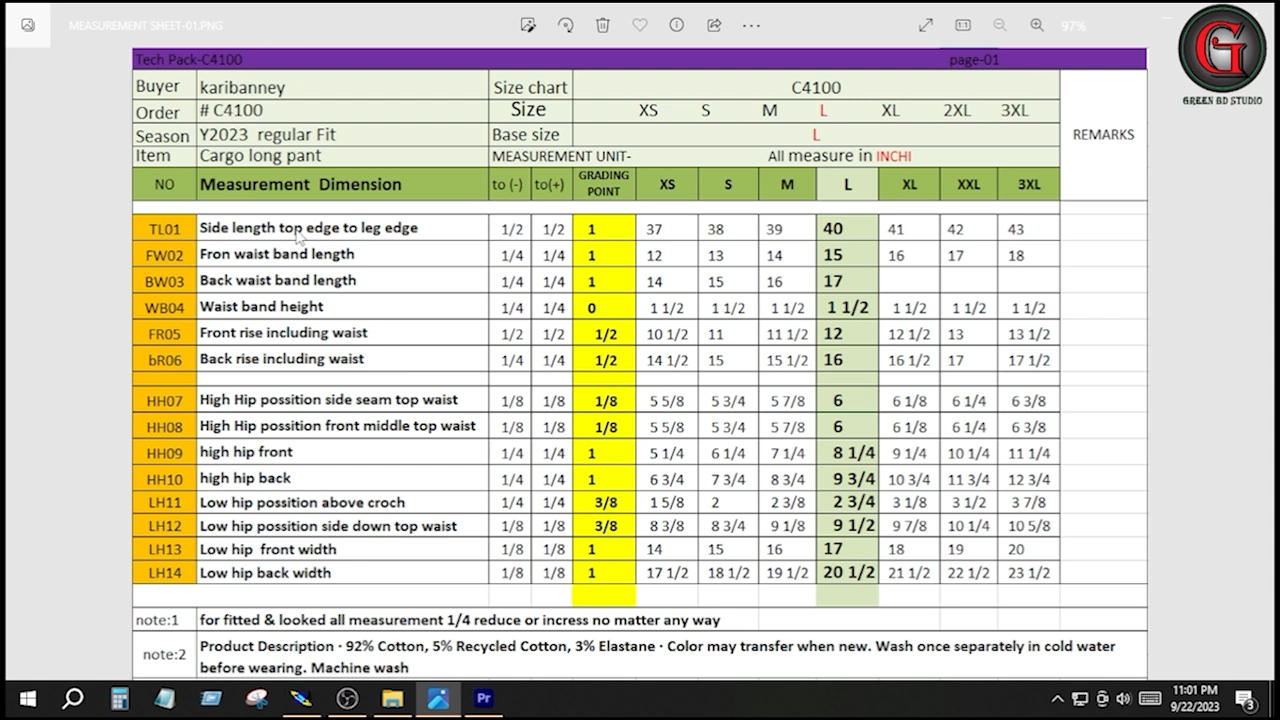 MEASUREMENT SHEET-01.PNG
97%
G
GREEN BD STUDIO
Tech Pack-C4100 page-01
Buyer karibanney Size chart C4100
Order # C4100 Size XS S M L XL 2XL 3XL
Season Y2023 regular Fit Base size L REMARKS
Item Cargo long pant MEASUREMENT UNIT- All measure in INCHI
NO Measurement Dimension to (-) to(+) GRADING POINT XS S M L XL XXL 3XL
TL01 Side length top edge to leg edge 1/2 1/2 1 37 38 39 40 41 42 43
FW02 Fron waist band length 1/4 1/4 1 12 13 14 15 16 17 18
BW03 Back waist band length 1/4 1/4 1 14 15 16 17
WB04 Waist band height 1/4 1/4 0 1 1/2 1 1/2 1 1/2 1 1/2 1 1/2 1 1/2 1 1/2
FR05 Front rise including waist 1/2 1/2 1/2 10 1/2 11 11 1/2 12 12 1/2 13 13 1/2
bR06 Back rise including waist 1/4 1/4 1/2 14 1/2 15 15 1/2 16 16 1/2 17 17 1/2
HH07 High Hip possition side seam top waist 1/8 1/8 1/8 5 5/8 5 3/4 5 7/8 6 6 1/8 6 1/4 6 3/8
HH08 High Hip possition front middle top waist 1/8 1/8 1/8 5 5/8 5 3/4 5 7/8 6 6 1/8 6 1/4 6 3/8
HH09 high hip front 1/4 1/4 1 5 1/4 6 1/4 7 1/4 8 1/4 9 1/4 10 1/4 11 1/4
HH10 high hip back 1/4 1/4 1 6 3/4 7 3/4 8 3/4 9 3/4 10 3/4 11 3/4 12 3/4
LH11 Low hip possition above croch 1/4 1/4 3/8 1 5/8 2 2 3/8 2 3/4 3 1/8 3 1/2 3 7/8
LH12 Low hip possition side down top waist 1/8 1/8 3/8 8 3/8 8 3/4 9 1/8 9 1/2 9 7/8 10 1/4 10 5/8
LH13 Low hip front width 1/8 1/8 1 14 15 16 17 18 19 20
LH14 Low hip back width 1/8 1/8 1 17 1/2 18 1/2 19 1/2 20 1/2 21 1/2 22 1/2 23 1/2
note:1 for fitted & looked all measurement 1/4 reduce or incress no matter any way
note:2 Product Description · 92% Cotton, 5% Recycled Cotton, 3% Elastane · Color may transfer when new. Wash once separately in cold water
before wearing. Machine wash
Pr
11:01 PM
9/22/2023
3